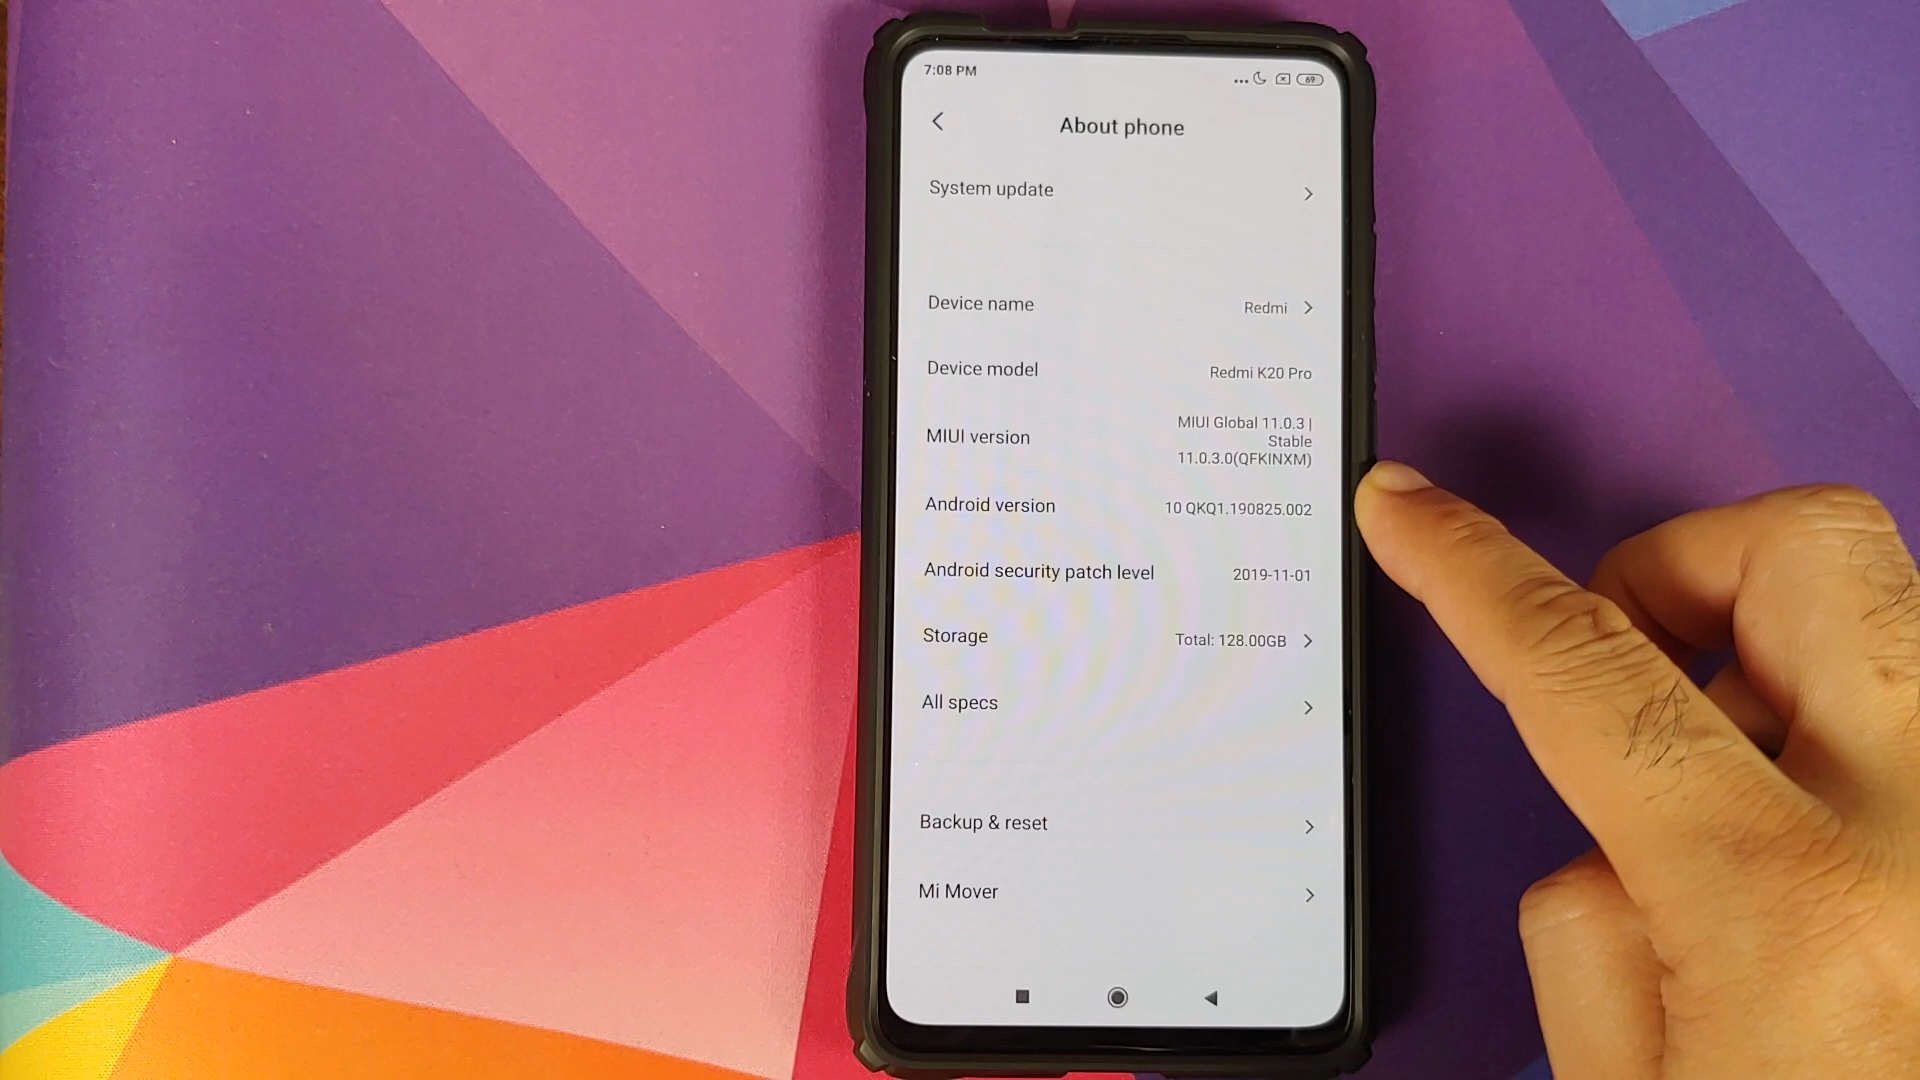 7:08 PM
69
About phone
System update
Device name
Redmi
Device model
Redmi K20 Pro
MIUI version
MIUI Global 11.0.3 |
Stable
11.0.3.0(QFKINXM)
Android version
10 QKQ1.190825.002
Android security patch level
2019-11-01
Storage
Total: 128.00GB
All specs
Backup & reset
Mi Mover